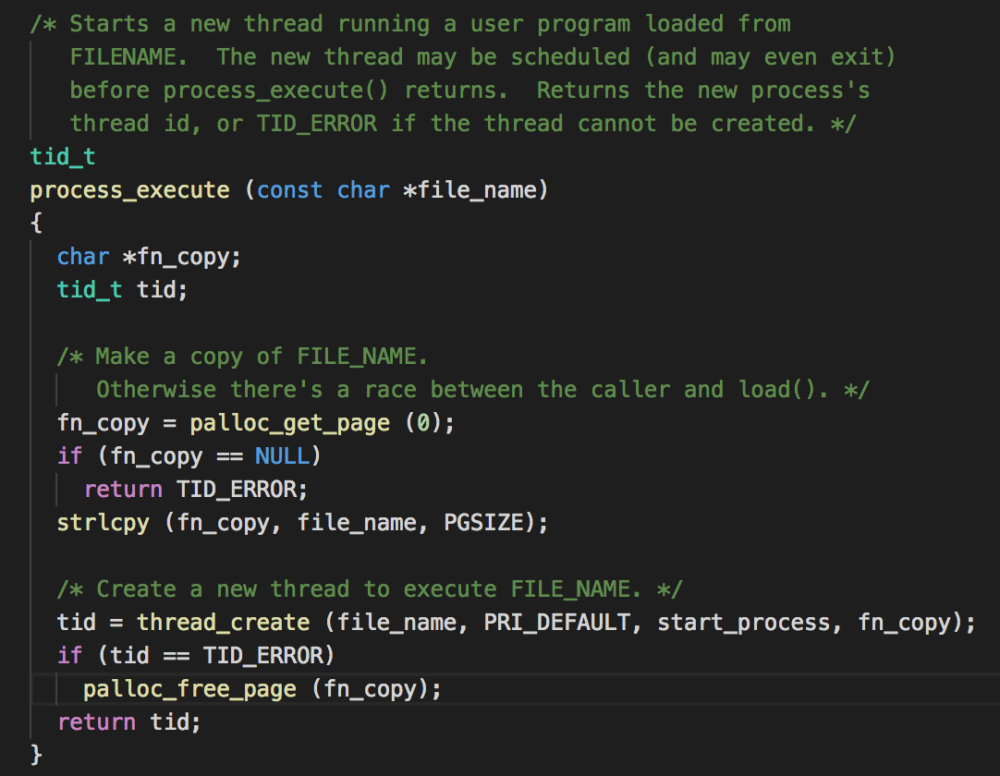 /* Starts a new thread running a user program loaded from
   FILENAME.  The new thread may be scheduled (and may even exit)
   before process_execute() returns.  Returns the new process's
   thread id, or TID_ERROR if the thread cannot be created. */
tid_t
process_execute (const char *file_name)
{
  char *fn_copy;
  tid_t tid;

  /* Make a copy of FILE_NAME.
     Otherwise there's a race between the caller and load(). */
  fn_copy = palloc_get_page (0);
  if (fn_copy == NULL)
    return TID_ERROR;
  strlcpy (fn_copy, file_name, PGSIZE);

  /* Create a new thread to execute FILE_NAME. */
  tid = thread_create (file_name, PRI_DEFAULT, start_process, fn_copy);
  if (tid == TID_ERROR)
    palloc_free_page (fn_copy);
  return tid;
}